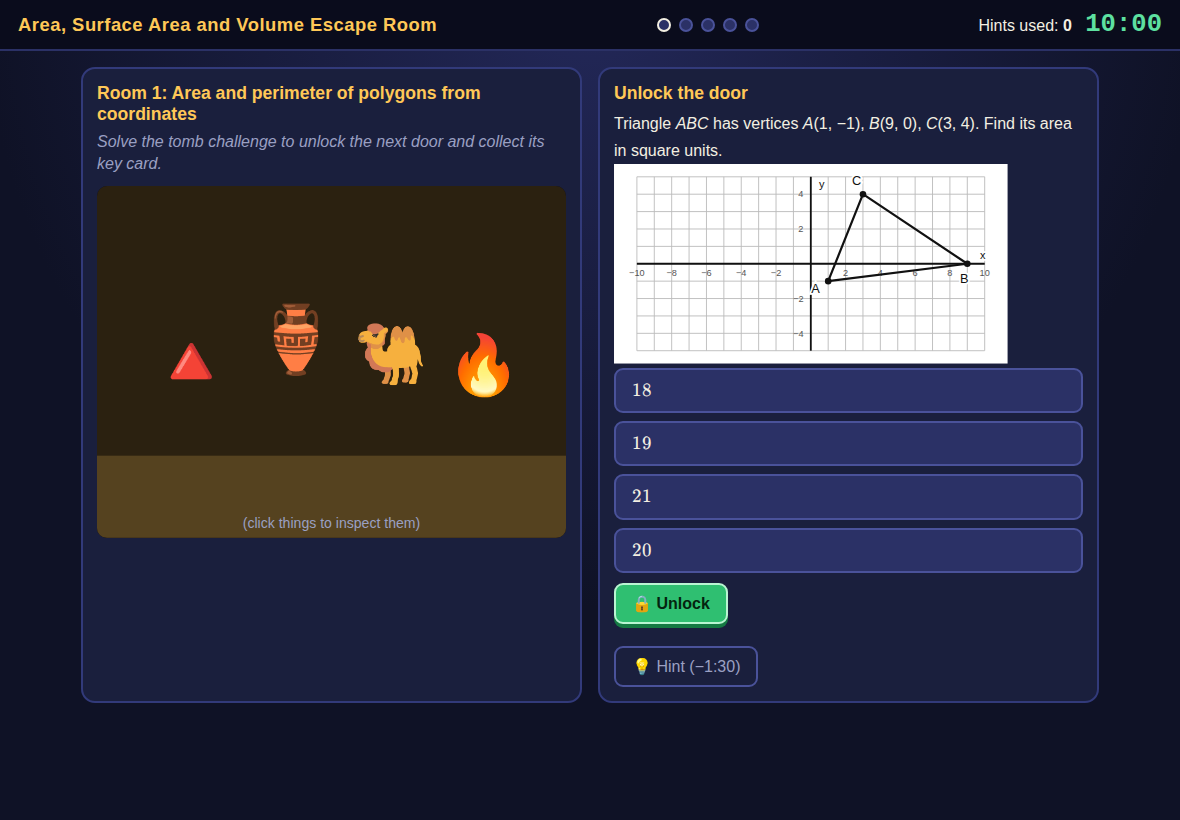 Area, Surface Area and Volume Escape Room
Hints used: 0 10:00
Room 1: Area and perimeter of polygons from
coordinates
Solve the tomb challenge to unlock the next door and collect its
key card.
(click things to inspect them)
Unlock the door
Triangle ABC has vertices A(1, −1), B(9, 0), C(3, 4). Find its area
in square units.
C
y
4
2
x
−10 −8 −6 −4 −2 2 4 6 8 10
B
A
−2
−4
18
19
21
20
🔒 Unlock
💡 Hint (−1:30)